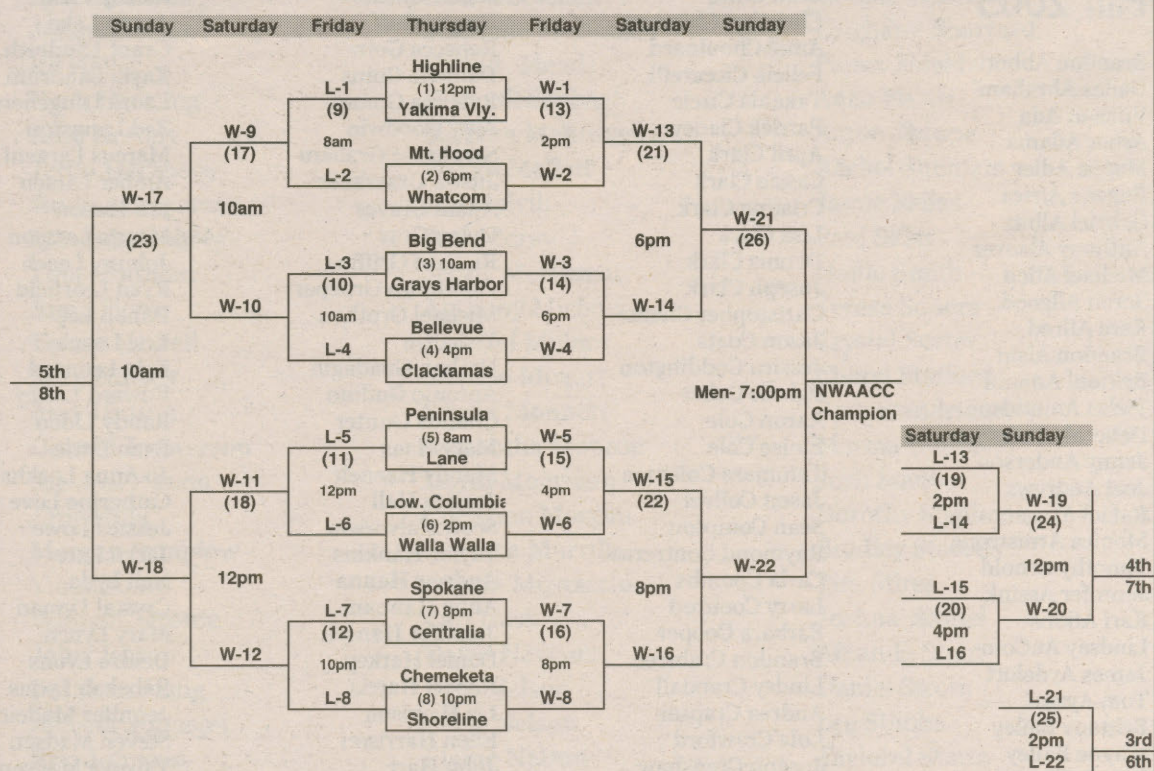 Sunday Saturday Friday Thursday Friday Saturday Sunday
Highline
L-1 (1) 12pm W-1
(9) Yakima Vly. (13)
W-9 8am 2pm W-13
(17) Mt. Hood (21)
L-2 (2) 6pm W-2
Whatcom
W-17 10am W-21
(23) Big Bend 6pm (26)
L-3 (3) 10am W-3
(10) Grays Harbor (14)
W-10 10am 6pm W-14
Bellevue
L-4 (4) 4pm W-4
5th 10am Clackamas
8th
Men- 7:00pm NWAACC
Champion
Peninsula
L-5 (5) 8am W-5
(11) Lane (15)
W-11 12pm 4pm W-15
(18) Low. Columbia (22)
L-6 (6) 2pm W-6
Walla Walla
W-18 12pm 8pm W-22
Spokane
L-7 (7) 8pm W-7
(12) Centralia (16)
W-12 10pm 8pm W-16
Chemeketa
L-8 (8) 10pm W-8
Shoreline
Saturday Sunday
L-13
(19)
2pm W-19
L-14 (24)
12pm 4th
L-15 7th
(20) W-20
4pm
L16
L-21
(25)
2pm 3rd
L-22 6th